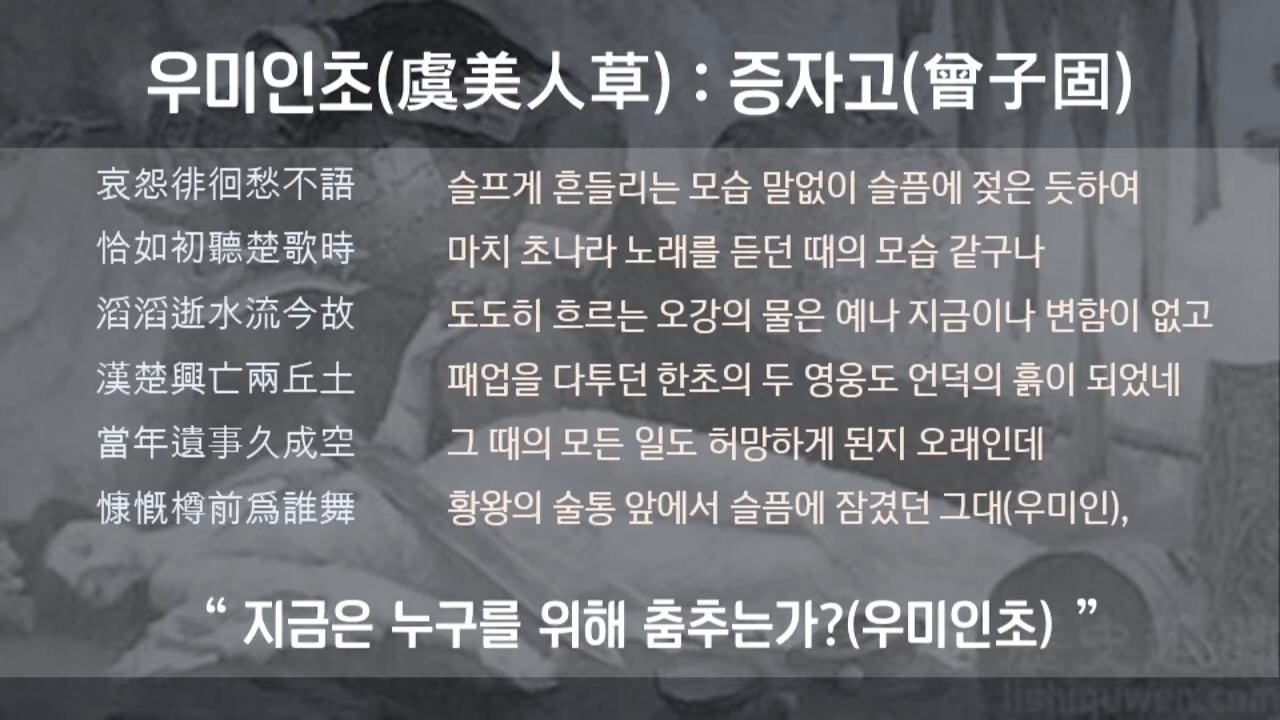 우미인초(虞美人草) : 증자고(曾子固)
哀怨徘徊愁不語 슬프게 흔들리는 모습 말없이 슬픔에 젖은 듯하여
恰如初聽楚歌時 마치 초나라 노래를 듣던 때의 모습 같구나
滔滔逝水流今故 도도히 흐르는 오강의 물은 예나 지금이나 변함이 없고
漢楚興亡兩丘土 패업을 다투던 한초의 두 영웅도 언덕의 흙이 되었네
當年遺事久成空 그 때의 모든 일도 허망하게 된지 오래인데
慷慨樽前爲誰舞 황왕의 술통 앞에서 슬픔에 잠겼던 그대(우미인),
“ 지금은 누구를 위해 춤추는가?(우미인초) ”
lishiquwen.com